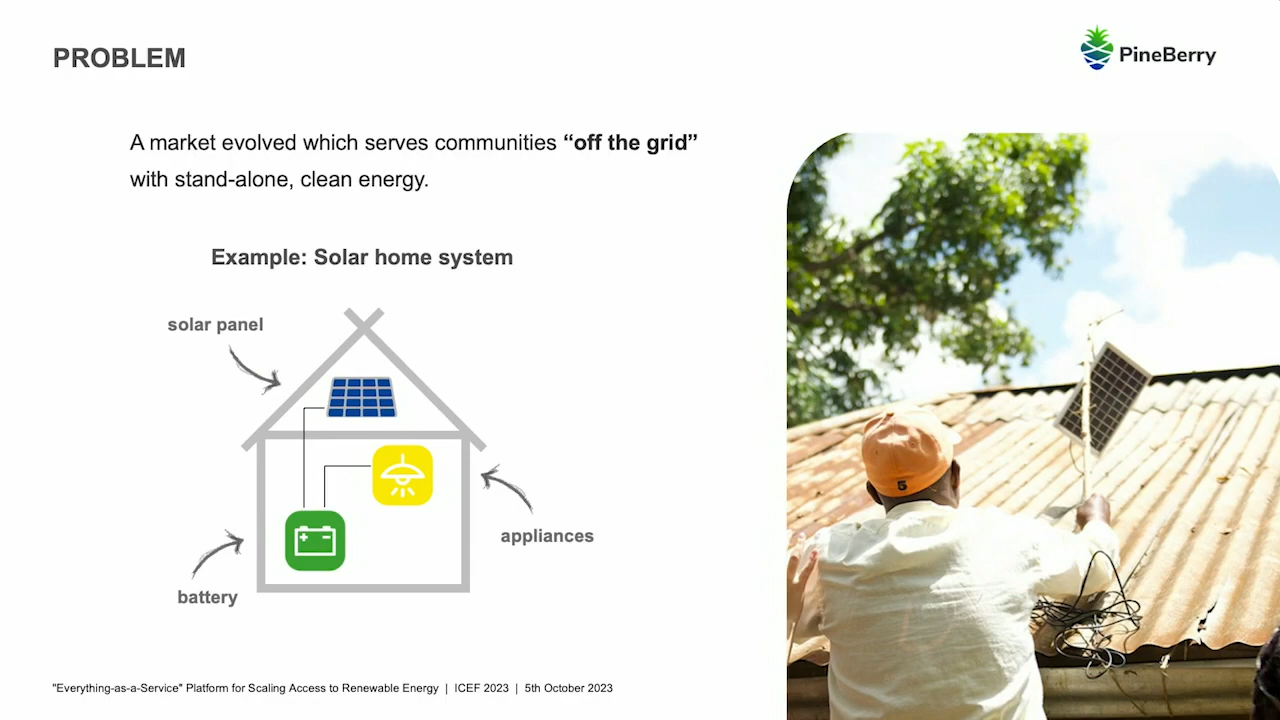 PROBLEM
PineBerry
A market evolved which serves communities “off the grid”
with stand-alone, clean energy.
Example: Solar home system
solar panel
appliances
battery
5
"Everything-as-a-Service" Platform for Scaling Access to Renewable Energy | ICEF 2023 | 5th October 2023